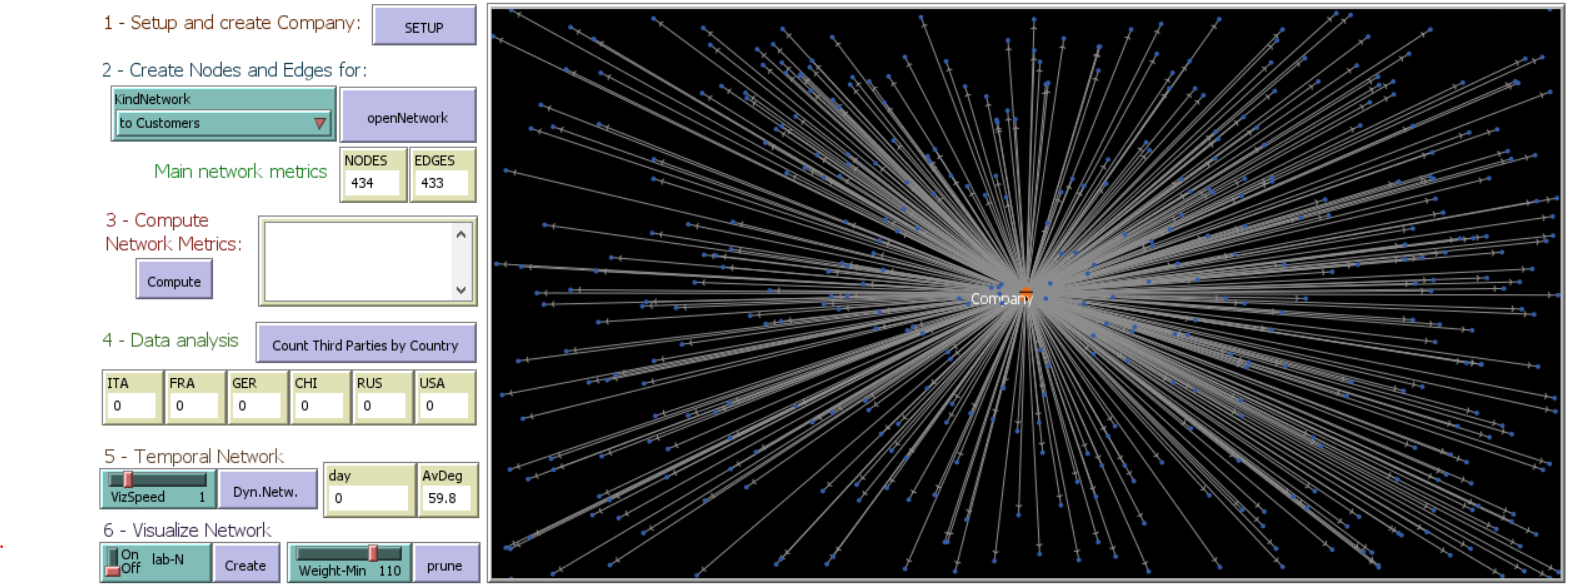 1 - Setup and create Company:
SETUP
2 - Create Nodes and Edges for:
KindNetwork
to Customers
openNetwork
Main network metrics
NODES
434
EDGES
433
3 - Compute
Network Metrics:
Compute
4 - Data analysis
Count Third Parties by Country
ITA
0
FRA
0
GER
0
CHI
0
RUS
0
USA
0
5 - Temporal Network
VizSpeed 1
Dyn.Netw.
day
0
AvDeg
59.8
6 - Visualize Network
On
Off
lab-N
Create
Weight-Min 110
prune
Company